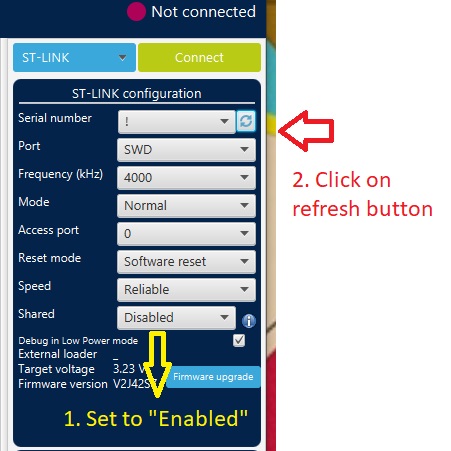 Not connected
ST-LINK
Connect
ST-LINK configuration
Serial number !
Port SWD
Frequency (kHz) 4000
Mode Normal
Access port 0
Reset mode Software reset
Speed Reliable
Shared Disabled
Debug in Low Power mode
External loader _
Target voltage 3.23 V
Firmware version V2J42S7 Firmware upgrade
1. Set to "Enabled"
2. Click on
refresh button